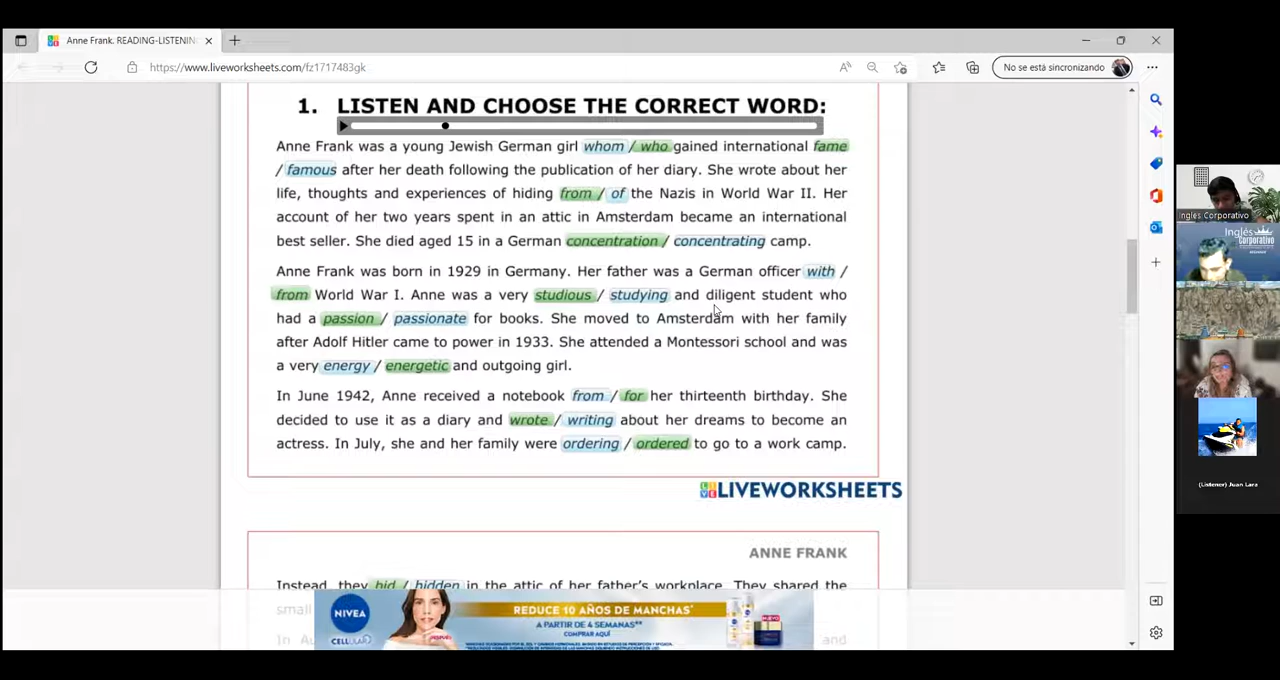 Anne Frank. READING-LISTENIN
No se está sincronizando
https://www.liveworksheets.com/fz1717483gk
1. LISTEN AND CHOOSE THE CORRECT WORD:
Anne Frank was a young Jewish German girl whom / who gained international fame
/ famous after her death following the publication of her diary. She wrote about her
life, thoughts and experiences of hiding from / of the Nazis in World War II. Her
account of her two years spent in an attic in Amsterdam became an international
best seller. She died aged 15 in a German concentration / concentrating camp.
Anne Frank was born in 1929 in Germany. Her father was a German officer with /
from World War I. Anne was a very studious / studying and diligent student who
had a passion / passionate for books. She moved to Amsterdam with her family
after Adolf Hitler came to power in 1933. She attended a Montessori school and was
a very energy / energetic and outgoing girl.
In June 1942, Anne received a notebook from / for her thirteenth birthday. She
decided to use it as a diary and wrote / writing about her dreams to become an
actress. In July, she and her family were ordering / ordered to go to a work camp.
LIVEWORKSHEETS
ANNE FRANK
Instead, they hid / hidden in the attic of her father's workplace. They shared the
small
In Au
and
NIVEA
CELLULAR
REDUCE 10 AÑOS DE MANCHAS*
A PARTIR DE 4 SEMANAS**
COMPRAR AQUÍ
NUEVO
Inglés Corporativo
Inglés
Corporativo
(Listener) Juan Lara